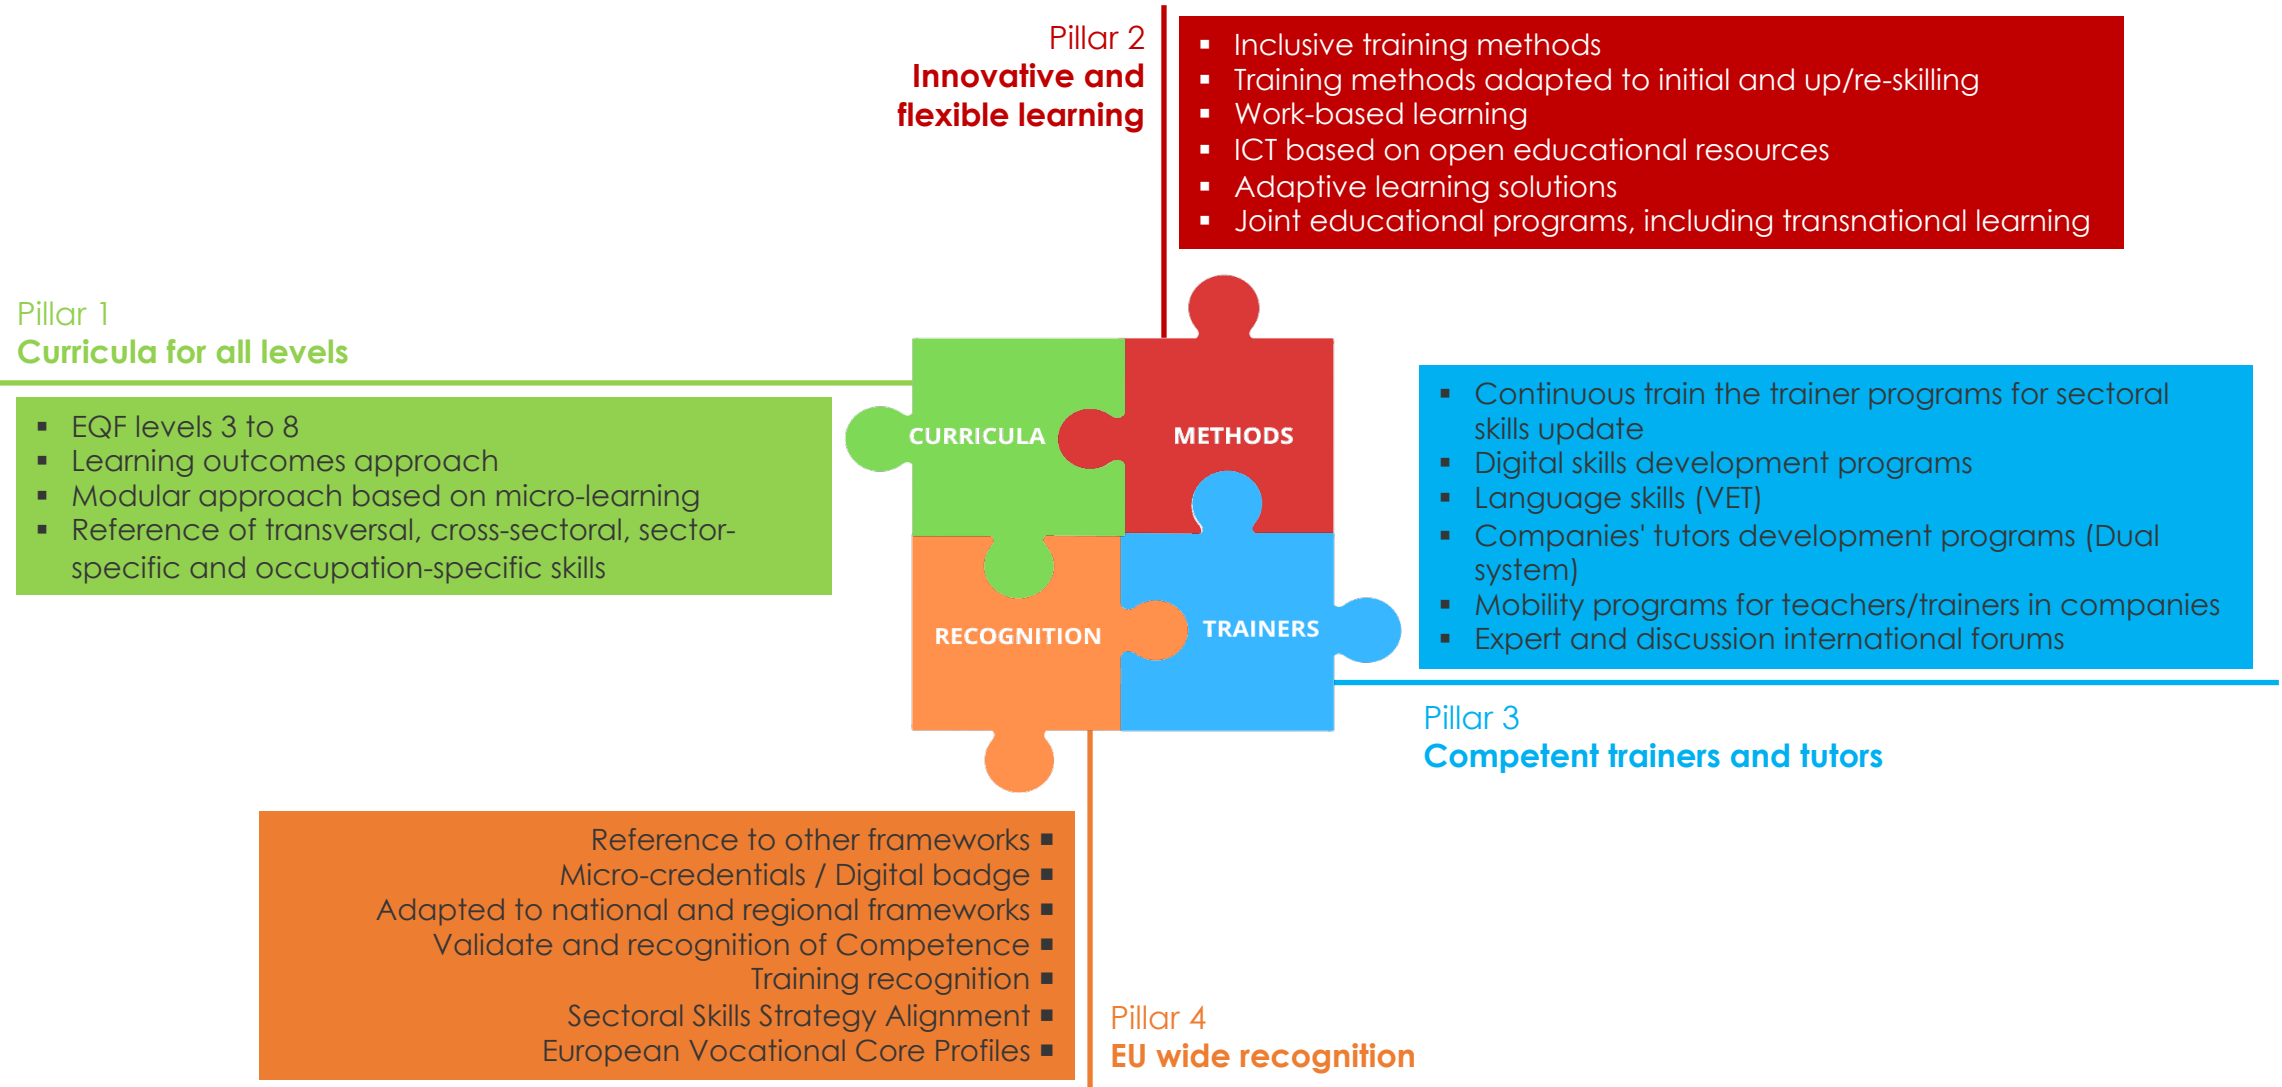 Pillar 2
Innovative and
flexible learning
▪ Inclusive training methods
▪ Training methods adapted to initial and up/re-skilling
▪ Work-based learning
▪ ICT based on open educational resources
▪ Adaptive learning solutions
▪ Joint educational programs, including transnational learning
Pillar 1
Curricula for all levels
▪ EQF levels 3 to 8
▪ Learning outcomes approach
▪ Modular approach based on micro-learning
▪ Reference of transversal, cross-sectoral, sector-
specific and occupation-specific skills
CURRICULA
METHODS
RECOGNITION
TRAINERS
▪ Continuous train the trainer programs for sectoral
skills update
▪ Digital skills development programs
▪ Language skills (VET)
▪ Companies' tutors development programs (Dual
system)
▪ Mobility programs for teachers/trainers in companies
▪ Expert and discussion international forums
Pillar 3
Competent trainers and tutors
Reference to other frameworks ▪
Micro-credentials / Digital badge ▪
Adapted to national and regional frameworks ▪
Validate and recognition of Competence ▪
Training recognition ▪
Sectoral Skills Strategy Alignment ▪
European Vocational Core Profiles ▪
Pillar 4
EU wide recognition